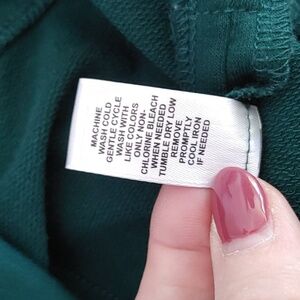 MACHINE
WASH COLD
GENTLE CYCLE
WASH WITH
LIKE COLORS
ONLY NON-
CHLORINE BLEACH
WHEN NEEDED
TUMBLE DRY LOW
REMOVE
PROMPTLY
COOL IRON
IF NEEDED